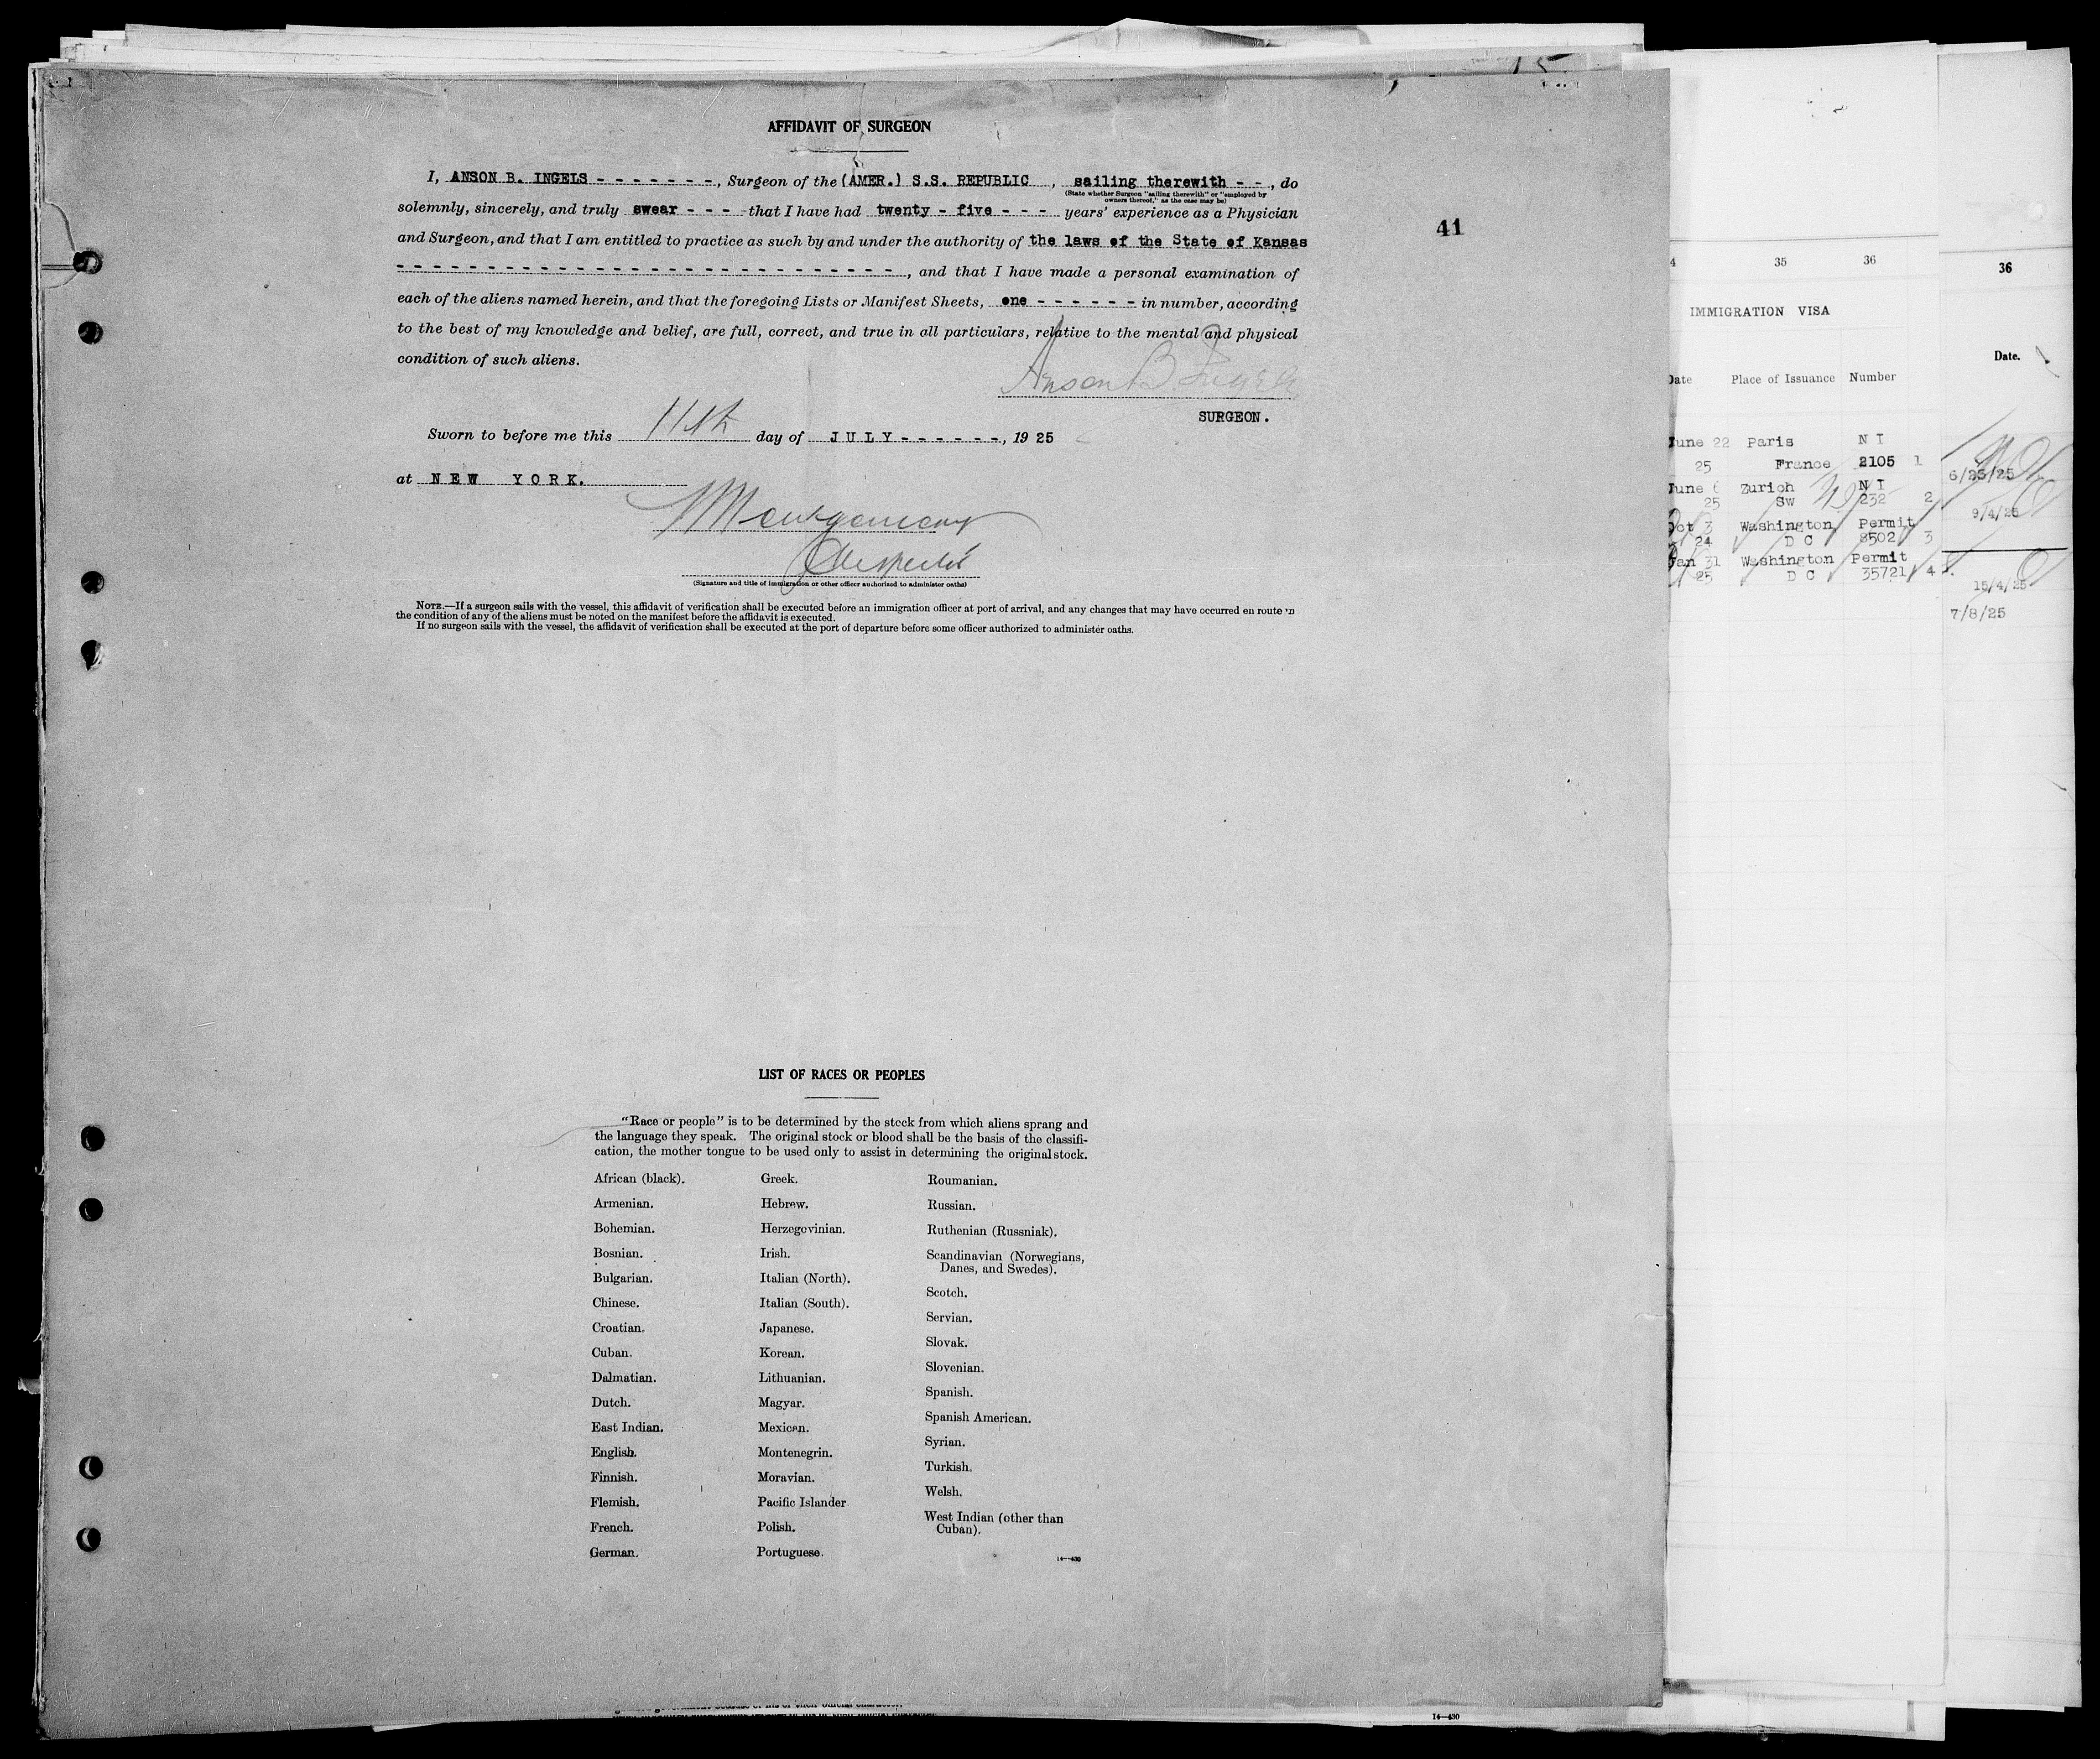 15
AFFIDAVIT OF SURGEON
I, ANSON B. INGELS - - - - - - -, Surgeon of the (AMER.) S.S. REPUBLIC, sailing therewith - -, do
(State whether Surgeon "sailing therewith" or "employed by
owners thereof," as the case may be)
solemnly, sincerely, and truly swear - - - that I have had twenty - five - - - years' experience as a Physician
and Surgeon, and that I am entitled to practice as such by and under the authority of the laws of the State of Kansas
- - - - - - - - - - - - - - - - - - - - - - - - - - - -, and that I have made a personal examination of
each of the aliens named herein, and that the foregoing Lists or Manifest Sheets, one - - - - - - in number, according
to the best of my knowledge and belief, are full, correct, and true in all particulars, relative to the mental and physical
condition of such aliens.
Anson B. Ingels
SURGEON.
Sworn to before me this 11th day of JULY - - - - - -, 1925
at NEW YORK.
Montgomery
(Signature and title of immigration or other officer authorized to administer oaths)
NOTE.—If a surgeon sails with the vessel, this affidavit of verification shall be executed before an immigration officer at port of arrival, and any changes that may have occurred en route in
the condition of any of the aliens must be noted on the manifest before the affidavit is executed.
If no surgeon sails with the vessel, the affidavit of verification shall be executed at the port of departure before some officer authorized to administer oaths.
41
LIST OF RACES OR PEOPLES
"Race or people" is to be determined by the stock from which aliens sprang and
the language they speak. The original stock or blood shall be the basis of the classifi-
cation, the mother tongue to be used only to assist in determining the original stock.
African (black).
Armenian.
Bohemian.
Bosnian.
Bulgarian.
Chinese.
Croatian.
Cuban.
Dalmatian.
Dutch.
East Indian.
English.
Finnish.
Flemish.
French.
German.
Greek.
Hebrew.
Herzegovinian.
Irish.
Italian (North).
Italian (South).
Japanese.
Korean.
Lithuanian.
Magyar.
Mexican.
Montenegrin.
Moravian.
Pacific Islander
Polish.
Portuguese.
Roumanian.
Russian.
Ruthenian (Russniak).
Scandinavian (Norwegians,
Danes, and Swedes).
Scotch.
Servian.
Slovak.
Slovenian.
Spanish.
Spanish American.
Syrian.
Turkish.
Welsh.
West Indian (other than
Cuban).
14—430
14—430
4 35 36
IMMIGRATION VISA
Date Place of Issuance Number
June 22 Paris N I
25 France 2105 1
June 6 Zurich N I
25 Sw 232 2
Oct 3 Washington Permit
24 D C 8502 3
Jan 31 Washington Permit
25 D C 35721 4
36
Date.
6/25/25
9/4/25
15/4/25
7/8/25